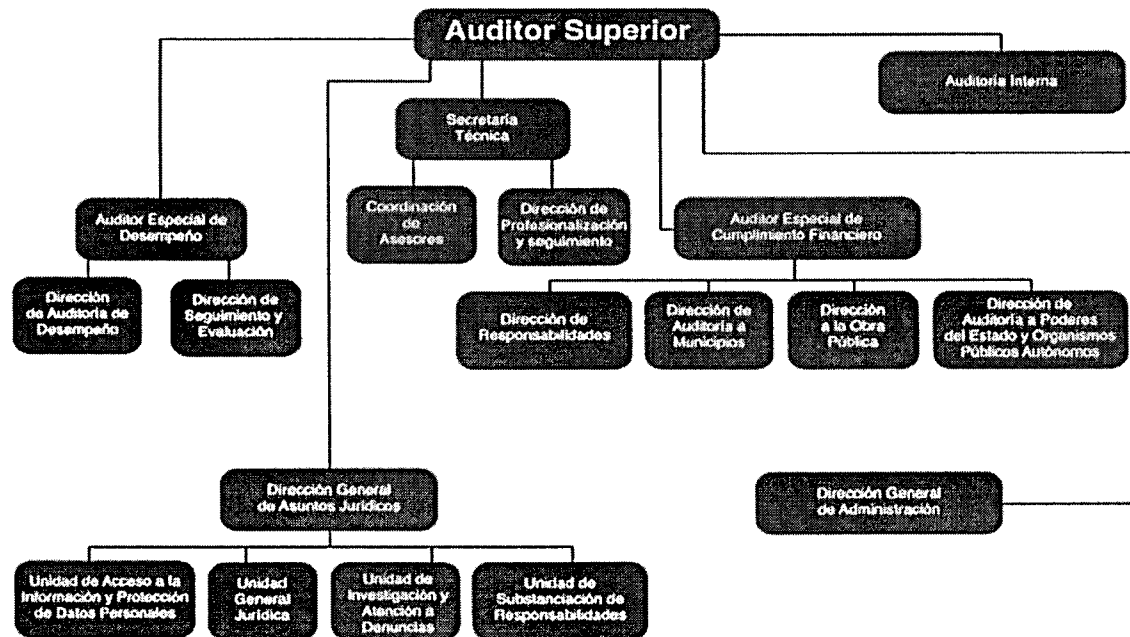 Auditor Superior
Auditoría Interna
Secretaría
Técnica
Coordinación
de
Asesores
Dirección de
Profesionalización
y seguimiento
Auditor Especial de
Desempeño
Auditor Especial de
Cumplimiento Financiero
Dirección
de Auditoría de
Desempeño
Dirección de
Seguimiento y
Evaluación
Dirección de
Responsabilidades
Dirección de
Auditoría a
Municipios
Dirección
a la Obra
Pública
Dirección de
Auditoría a Poderes
del Estado y Organismos
Públicos Autónomos
Dirección General
de Asuntos Jurídicos
Dirección General
de Administración
Unidad de Acceso a la
Información y Protección
de Datos Personales
Unidad
General
Jurídica
Unidad de
Investigación y
Atención a
Denuncias
Unidad de
Substanciación de
Responsabilidades